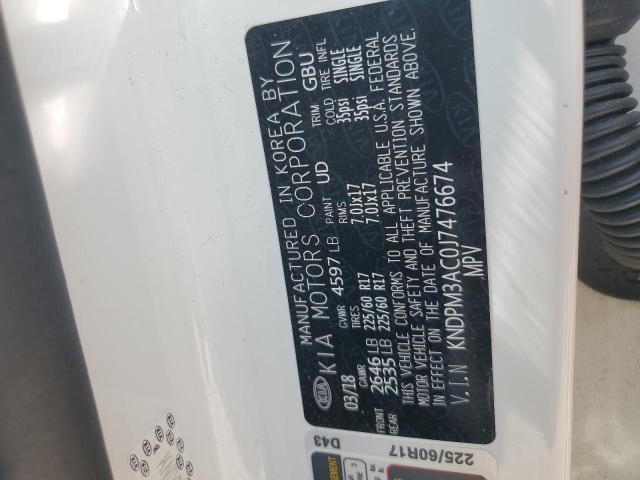 MANUFACTURED IN KOREA BY
KIA KIA MOTORS CORPORATION
03/18 GVWR 4597 LB PAINT UD TRIM GBU
GAWR TIRES RIMS COLD TIRE INFL
FRONT 2646 LB 225/60 R17 7.0Jx17 35psi SINGLE
REAR 2535 LB 225/60 R17 7.0Jx17 35psi SINGLE
THIS VEHICLE CONFORMS TO ALL APPLICABLE U.S.A. FEDERAL
MOTOR VEHICLE SAFETY AND THEFT PREVENTION STANDARDS
IN EFFECT ON THE DATE OF MANUFACTURE SHOWN ABOVE.
V.I.N KNDPM3AC0J7476674
.MPV
D43
225/60R17